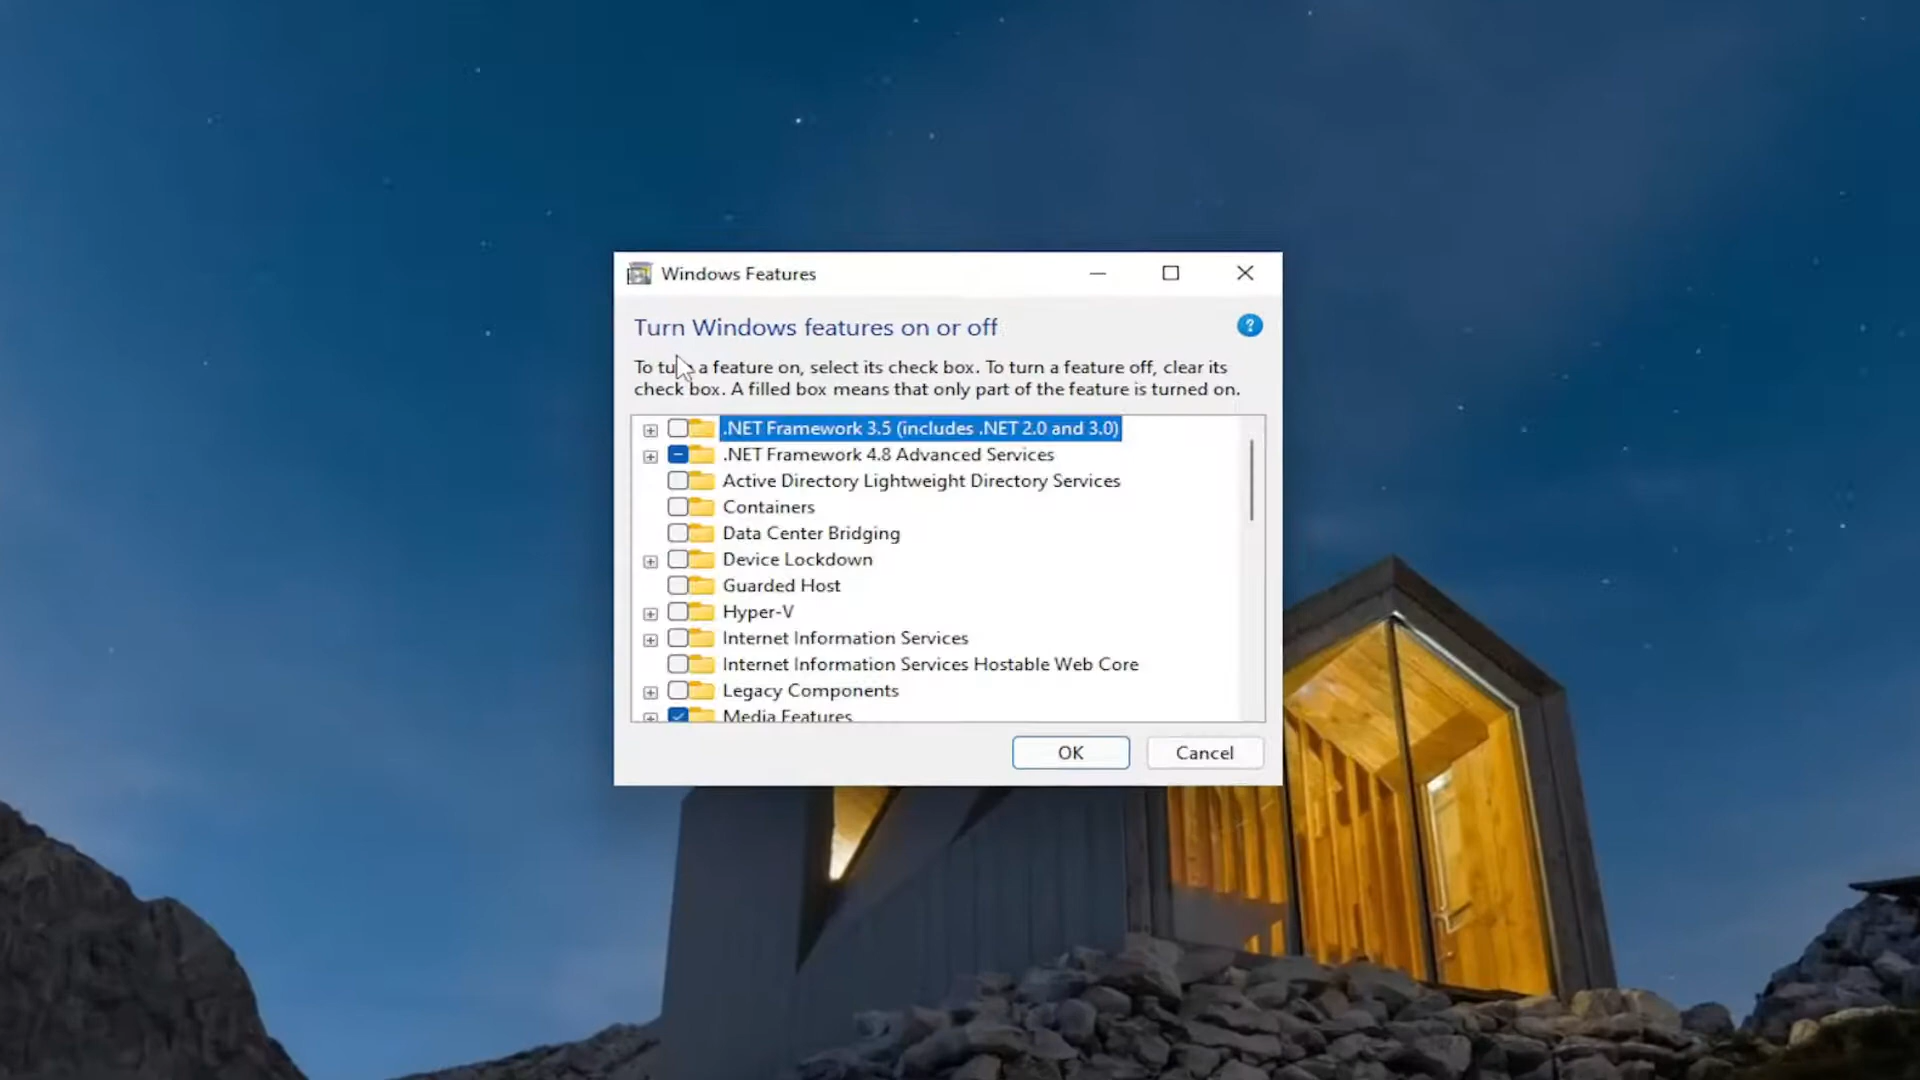 Windows Features
Turn Windows features on or off
?
To turn a feature on, select its check box. To turn a feature off, clear its
check box. A filled box means that only part of the feature is turned on.
.NET Framework 3.5 (includes .NET 2.0 and 3.0)
.NET Framework 4.8 Advanced Services
Active Directory Lightweight Directory Services
Containers
Data Center Bridging
Device Lockdown
Guarded Host
Hyper-V
Internet Information Services
Internet Information Services Hostable Web Core
Legacy Components
Media Features
OK
Cancel